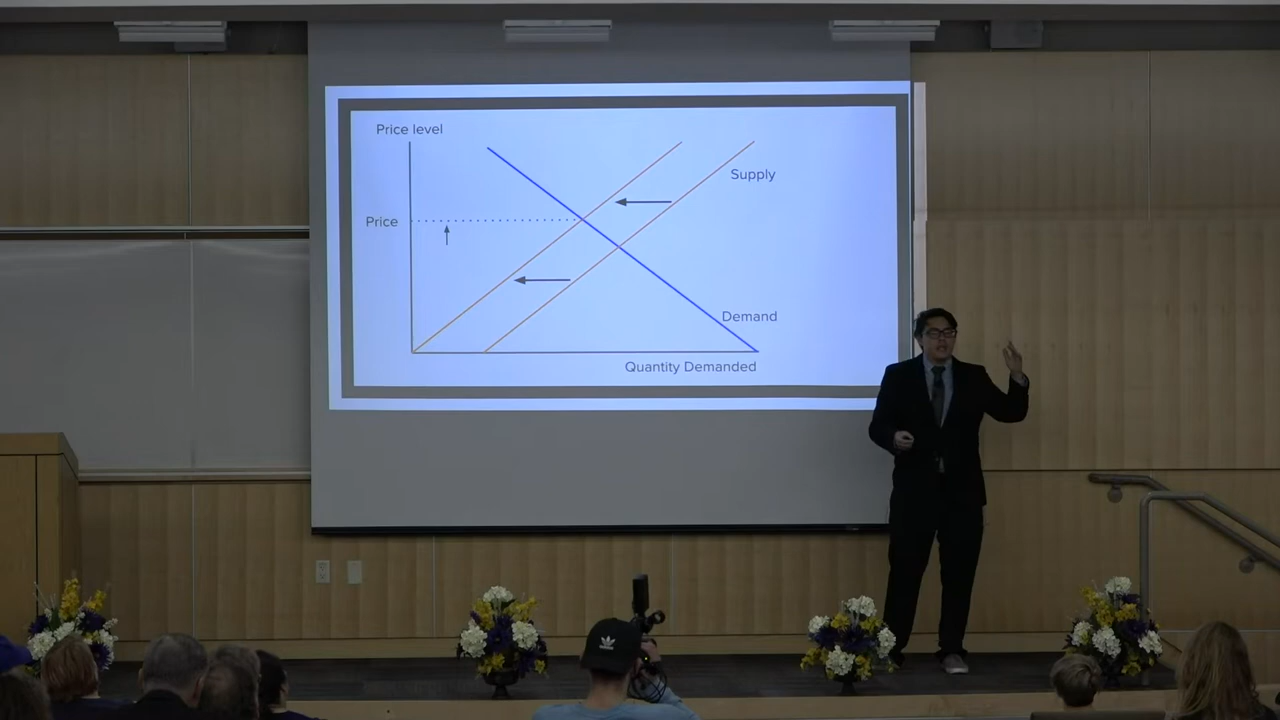 Price level
Supply
Price
Demand
Quantity Demanded